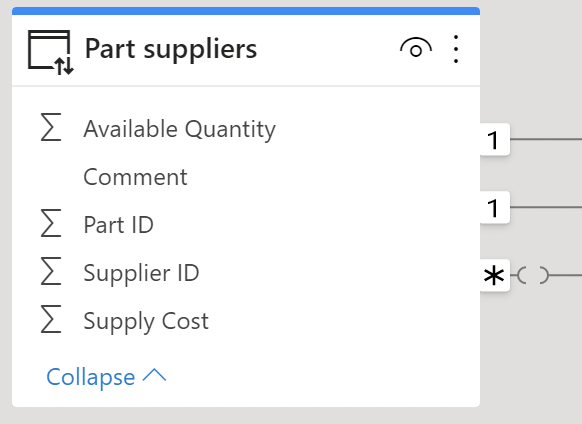 Part suppliers
∑ Available Quantity
1
Comment
∑ Part ID
1
∑ Supplier ID
*
∑ Supply Cost
Collapse